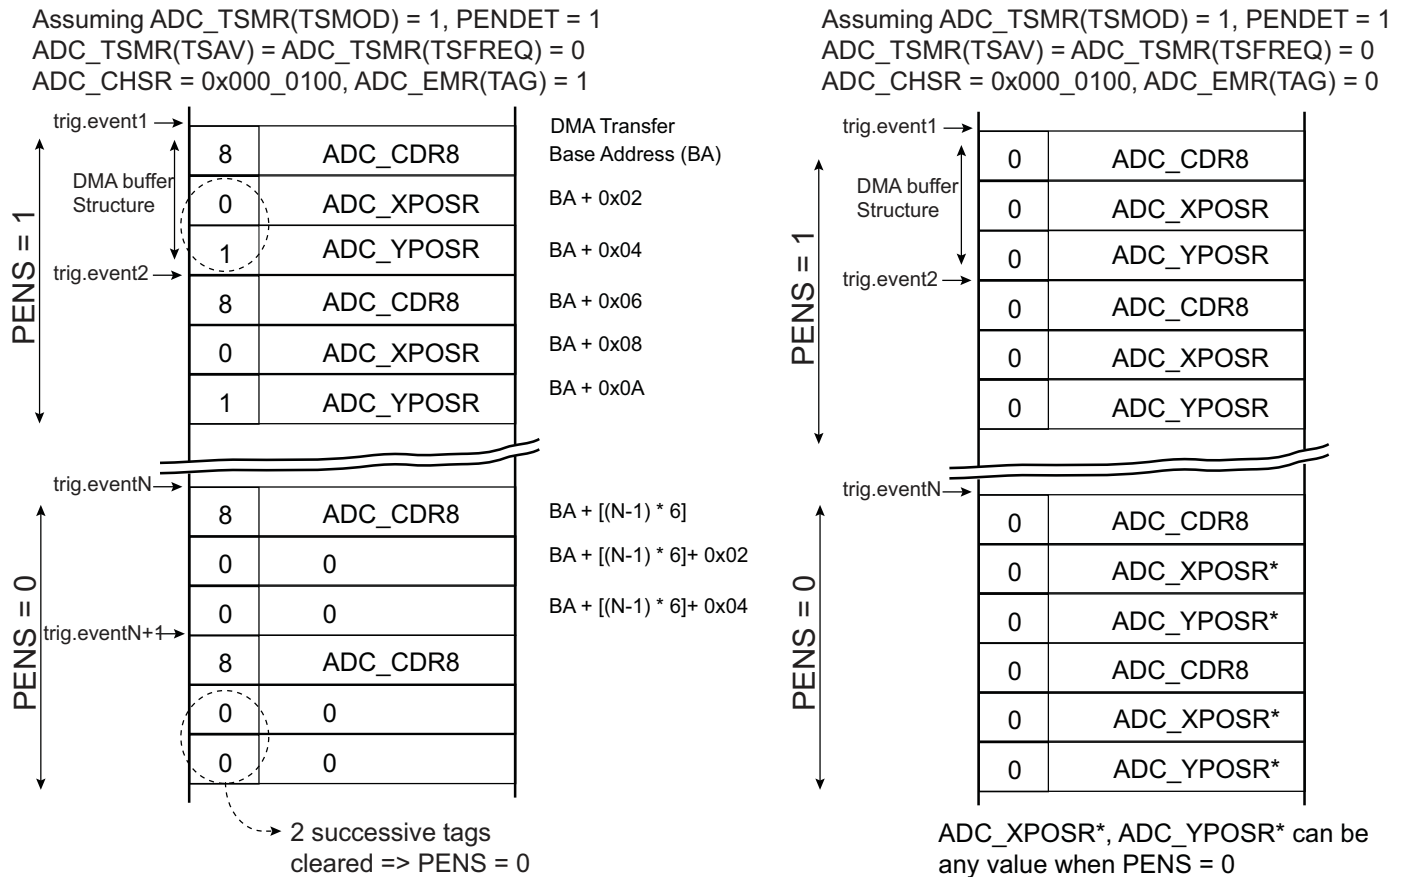 Assuming ADC_TSMR(TSMOD) = 1, PENDET = 1
ADC_TSMR(TSAV) = ADC_TSMR(TSFREQ) = 0
ADC_CHSR = 0x000_0100, ADC_EMR(TAG) = 1
trig.event1
DMA Transfer
8 ADC_CDR8 Base Address (BA)
DMA buffer
Structure
0 ADC_XPOSR BA + 0x02
1 ADC_YPOSR BA + 0x04
trig.event2
8 ADC_CDR8 BA + 0x06
0 ADC_XPOSR BA + 0x08
1 ADC_YPOSR BA + 0x0A
PENS = 1
trig.eventN
8 ADC_CDR8 BA + [(N-1) * 6]
0 0 BA + [(N-1) * 6]+ 0x02
0 0 BA + [(N-1) * 6]+ 0x04
trig.eventN+1
8 ADC_CDR8
0 0
0 0
PENS = 0
2 successive tags
cleared => PENS = 0
Assuming ADC_TSMR(TSMOD) = 1, PENDET = 1
ADC_TSMR(TSAV) = ADC_TSMR(TSFREQ) = 0
ADC_CHSR = 0x000_0100, ADC_EMR(TAG) = 0
trig.event1
0 ADC_CDR8
DMA buffer
Structure
0 ADC_XPOSR
0 ADC_YPOSR
trig.event2
0 ADC_CDR8
0 ADC_XPOSR
0 ADC_YPOSR
PENS = 1
trig.eventN
0 ADC_CDR8
0 ADC_XPOSR*
0 ADC_YPOSR*
0 ADC_CDR8
0 ADC_XPOSR*
0 ADC_YPOSR*
PENS = 0
ADC_XPOSR*, ADC_YPOSR* can be
any value when PENS = 0